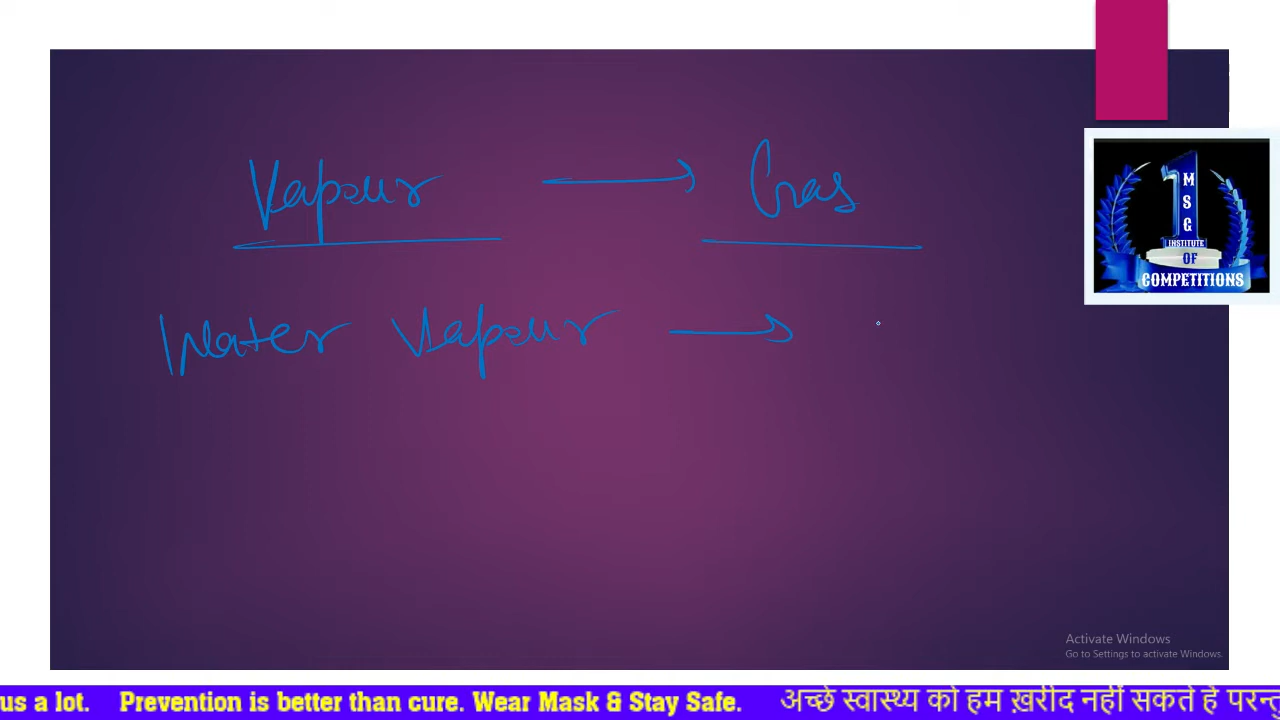 Vapour → Gas
Water Vapour →
1
M
S
G
INSTITUTE
OF
COMPETITIONS
Activate Windows
Go to Settings to activate Windows.
us a lot. Prevention is better than cure. Wear Mask & Stay Safe. अच्छे स्वास्थ्य को हम ख़रीद नहीं सकते हे परन्तु